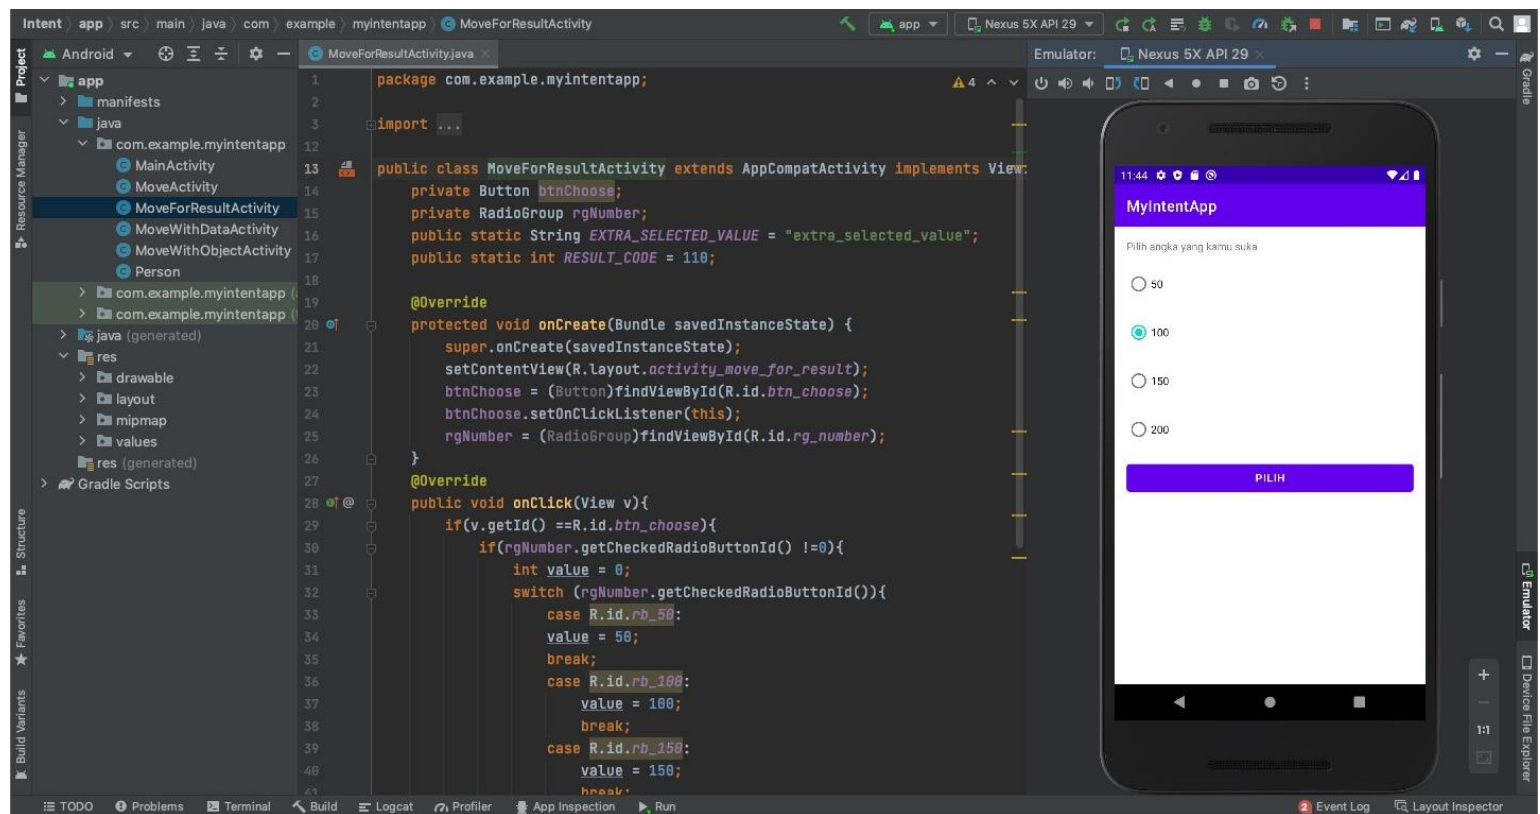 Intent app src main java com example myintentapp MoveForResultActivity
app
Nexus 5X API 29
Android
MoveForResultActivity.java
Emulator:
Nexus 5X API 29
Project
Resource Manager
Structure
Favorites
Build Variants
app
manifests
java
com.example.myintentapp
MainActivity
MoveActivity
MoveForResultActivity
MoveWithDataActivity
MoveWithObjectActivity
Person
com.example.myintentapp
com.example.myintentapp
java (generated)
res
drawable
layout
mipmap
values
res (generated)
Gradle Scripts
4
1 package com.example.myintentapp;
2
3 import ...
12
13 public class MoveForResultActivity extends AppCompatActivity implements View.
14 private Button btnChoose;
15 private RadioGroup rgNumber;
16 public static String EXTRA_SELECTED_VALUE = "extra_selected_value";
17 public static int RESULT_CODE = 110;
18
19 @Override
20 protected void onCreate(Bundle savedInstanceState) {
21 super.onCreate(savedInstanceState);
22 setContentView(R.layout.activity_move_for_result);
23 btnChoose = (Button)findViewById(R.id.btn_choose);
24 btnChoose.setOnClickListener(this);
25 rgNumber = (RadioGroup)findViewById(R.id.rg_number);
26 }
27 @Override
28 @ public void onClick(View v){
29 if(v.getId() ==R.id.btn_choose){
30 if(rgNumber.getCheckedRadioButtonId() !=0){
31 int value = 0;
32 switch (rgNumber.getCheckedRadioButtonId()){
33 case R.id.rb_50:
34 value = 50;
35 break;
36 case R.id.rb_100:
37 value = 100;
38 break;
39 case R.id.rb_150:
40 value = 150;
41 break;
11:44
MyIntentApp
Pilih angka yang kamu suka
50
100
150
200
PILIH
Gradle
Emulator
Device File Explorer
1:1
TODO Problems Terminal Build Logcat Profiler App Inspection Run
2 Event Log Layout Inspector